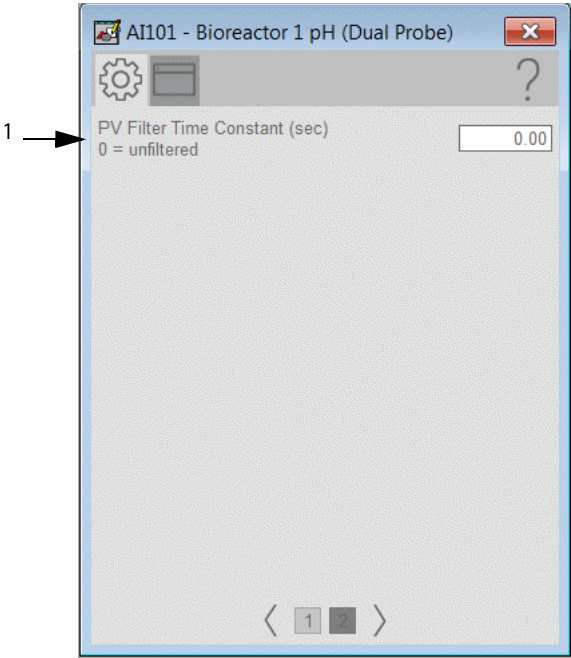 AI101 - Bioreactor 1 pH (Dual Probe)
?
1
PV Filter Time Constant (sec)
0 = unfiltered
0.00
1 2